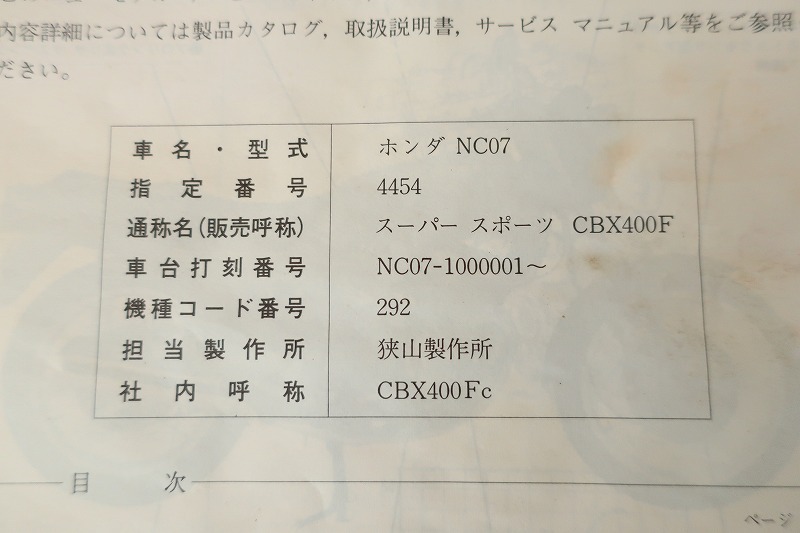 内容詳細については製品カタログ，取扱説明書，サービス マニュアル等をご参照
ださい。
車名・型式 ホンダ NC07
指定番号 4454
通称名(販売呼称) スーパー スポーツ CBX400F
車台打刻番号 NC07-1000001～
機種コード番号 292
担当製作所 狭山製作所
社内呼称 CBX400Fc
目 次
ページ